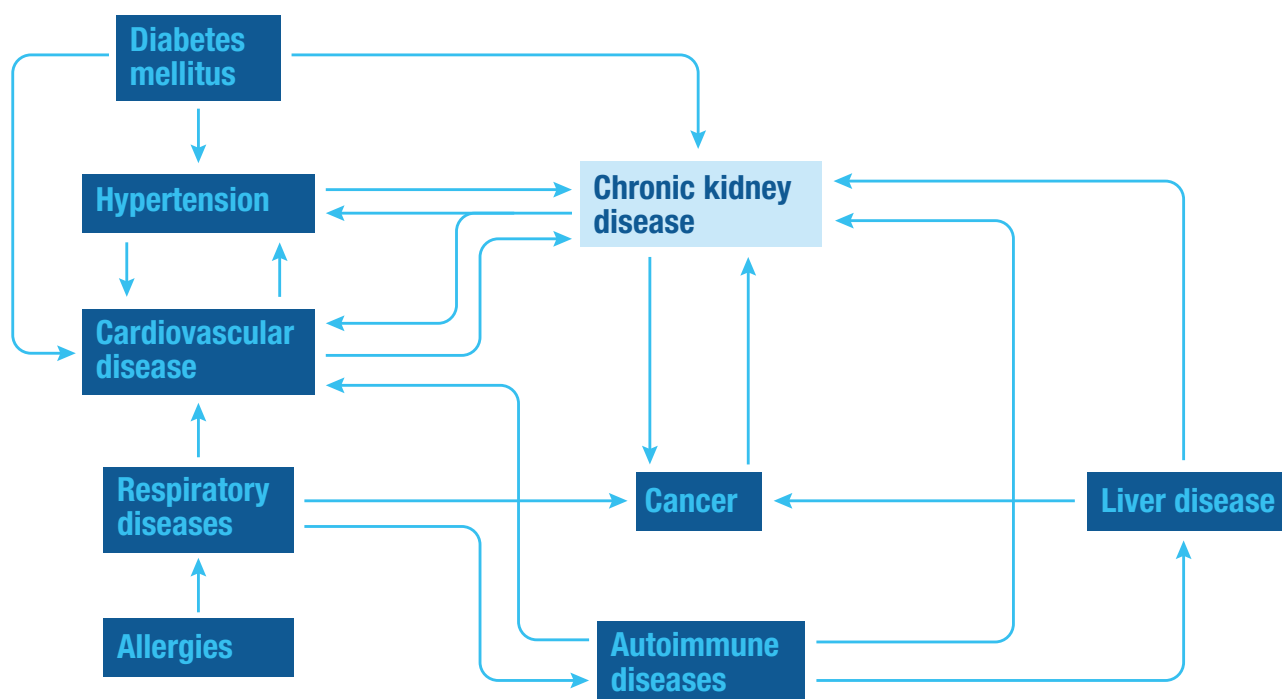 Diabetes
mellitus
Hypertension
Chronic kidney
disease
Cardiovascular
disease
Respiratory
diseases
Cancer
Liver disease
Allergies
Autoimmune
diseases